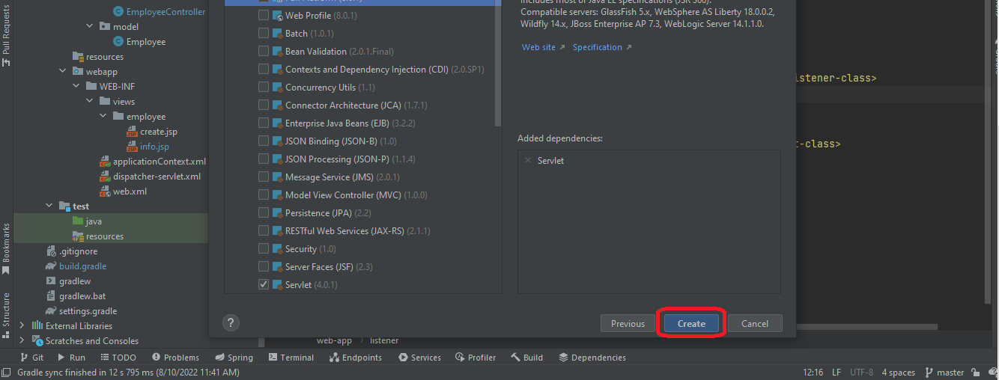 Pull Requests
Bookmarks
Structure
EmployeeController
model
Employee
resources
webapp
WEB-INF
views
employee
create.jsp
info.jsp
applicationContext.xml
dispatcher-servlet.xml
web.xml
test
java
resources
.gitignore
build.gradle
gradlew
gradlew.bat
settings.gradle
External Libraries
Scratches and Consoles
Web Profile (8.0.1)
Batch (1.0.1)
Bean Validation (2.0.1.Final)
Contexts and Dependency Injection (CDI) (2.0.SP1)
Concurrency Utils (1.1)
Connector Architecture (JCA) (1.7.1)
Enterprise Java Beans (EJB) (3.2.2)
JSON Binding (JSON-B) (1.0)
JSON Processing (JSON-P) (1.1.4)
Message Service (JMS) (2.0.1)
Model View Controller (MVC) (1.0.0)
Persistence (JPA) (2.2)
RESTful Web Services (JAX-RS) (2.1.1)
Security (1.0)
Server Faces (JSF) (2.3)
Servlet (4.0.1)
includes most of Java EE specifications (JSR 366).
Compatible servers: GlassFish 5.x, WebSphere AS Liberty 18.0.0.2,
Wildfly 14.x, JBoss Enterprise AP 7.3, WebLogic Server 14.1.1.0.
Web site ↗ Specification ↗
Added dependencies:
× Servlet
istener-class>
t-class>
? Previous Create Cancel
web-app › listener
Git Run TODO Problems Spring Terminal Endpoints Services Profiler Build Dependencies
Gradle sync finished in 12 s 795 ms (8/10/2022 11:41 AM) 12:16 LF UTF-8 4 spaces master